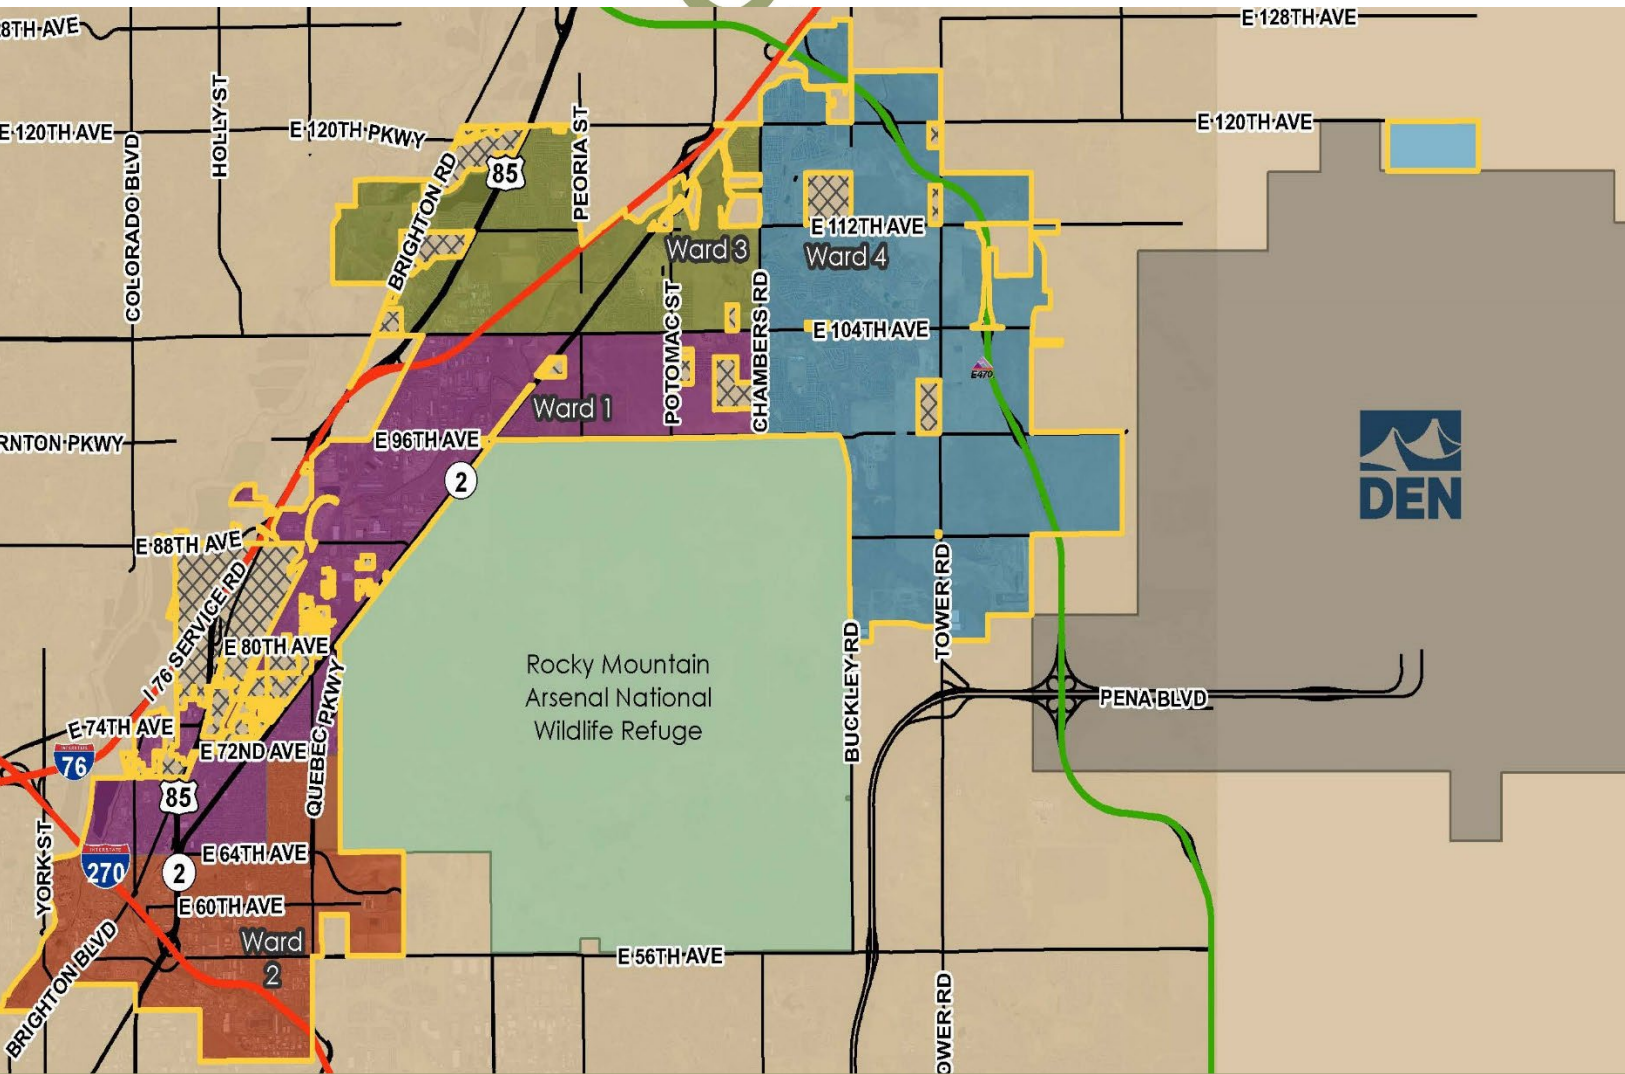 8TH AVE
E 128TH AVE
HOLLY ST
E 120TH AVE
E 120TH PKWY
PEORIA ST
E 120TH AVE
COLORADO BLVD
BRIGHTON RD
85
E 112TH AVE
Ward 3
Ward 4
POTOMAC ST
CHAMBERS RD
E 104TH AVE
E470
Ward 1
RNTON PKWY
E 96TH AVE
2
DEN
E 88TH AVE
I 76 SERVICE RD
TOWER RD
E 80TH AVE
BUCKLEY RD
QUEBEC PKWY
Rocky Mountain
Arsenal National
Wildlife Refuge
PENA BLVD
E 74TH AVE
E 72ND AVE
INTERSTATE
76
85
YORK ST
E 64TH AVE
INTERSTATE
270
2
E 60TH AVE
BRIGHTON BLVD
Ward
2
E 56TH AVE
OWER RD